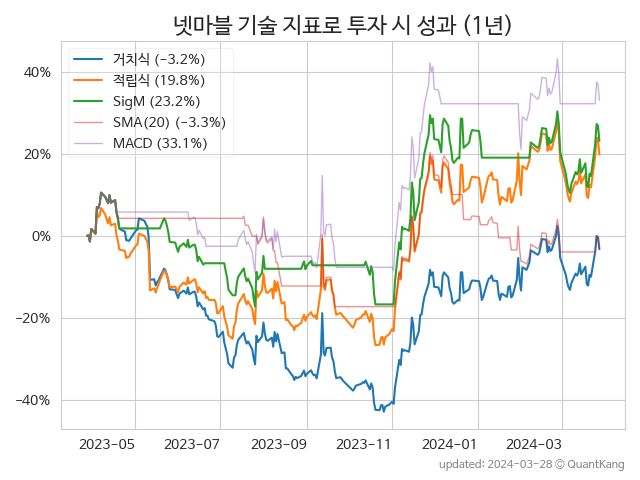 넷마블 기술 지표로 투자 시 성과 (1년)
거치식 (−3.2%)
적립식 (19.8%)
SigM (23.2%)
SMA(20) (−3.3%)
MACD (33.1%)
40%
20%
0%
−20%
−40%
2023-05 2023-07 2023-09 2023-11 2024-01 2024-03
updated: 2024-03-28 ⓒ QuantKang